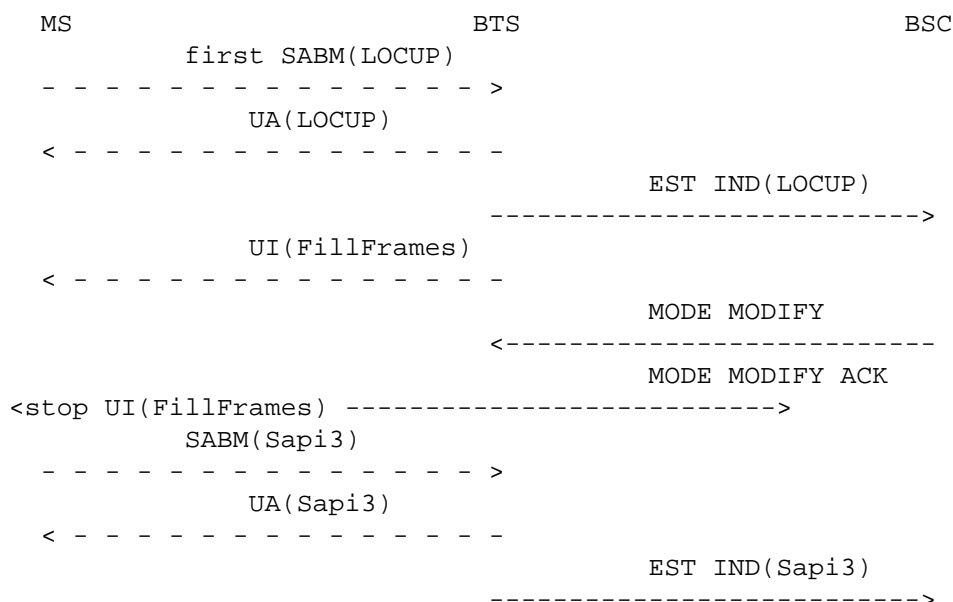 MS BTS BSC
first SABM(LOCUP)
- - - - - - - - - - - - - - >
UA(LOCUP)
< - - - - - - - - - - - - - -
EST IND(LOCUP)
--------------------------->
UI(FillFrames)
< - - - - - - - - - - - - - -
MODE MODIFY
<---------------------------
MODE MODIFY ACK
<stop UI(FillFrames) --------------------------->
SABM(Sapi3)
- - - - - - - - - - - - - - >
UA(Sapi3)
< - - - - - - - - - - - - - -
EST IND(Sapi3)
--------------------------->